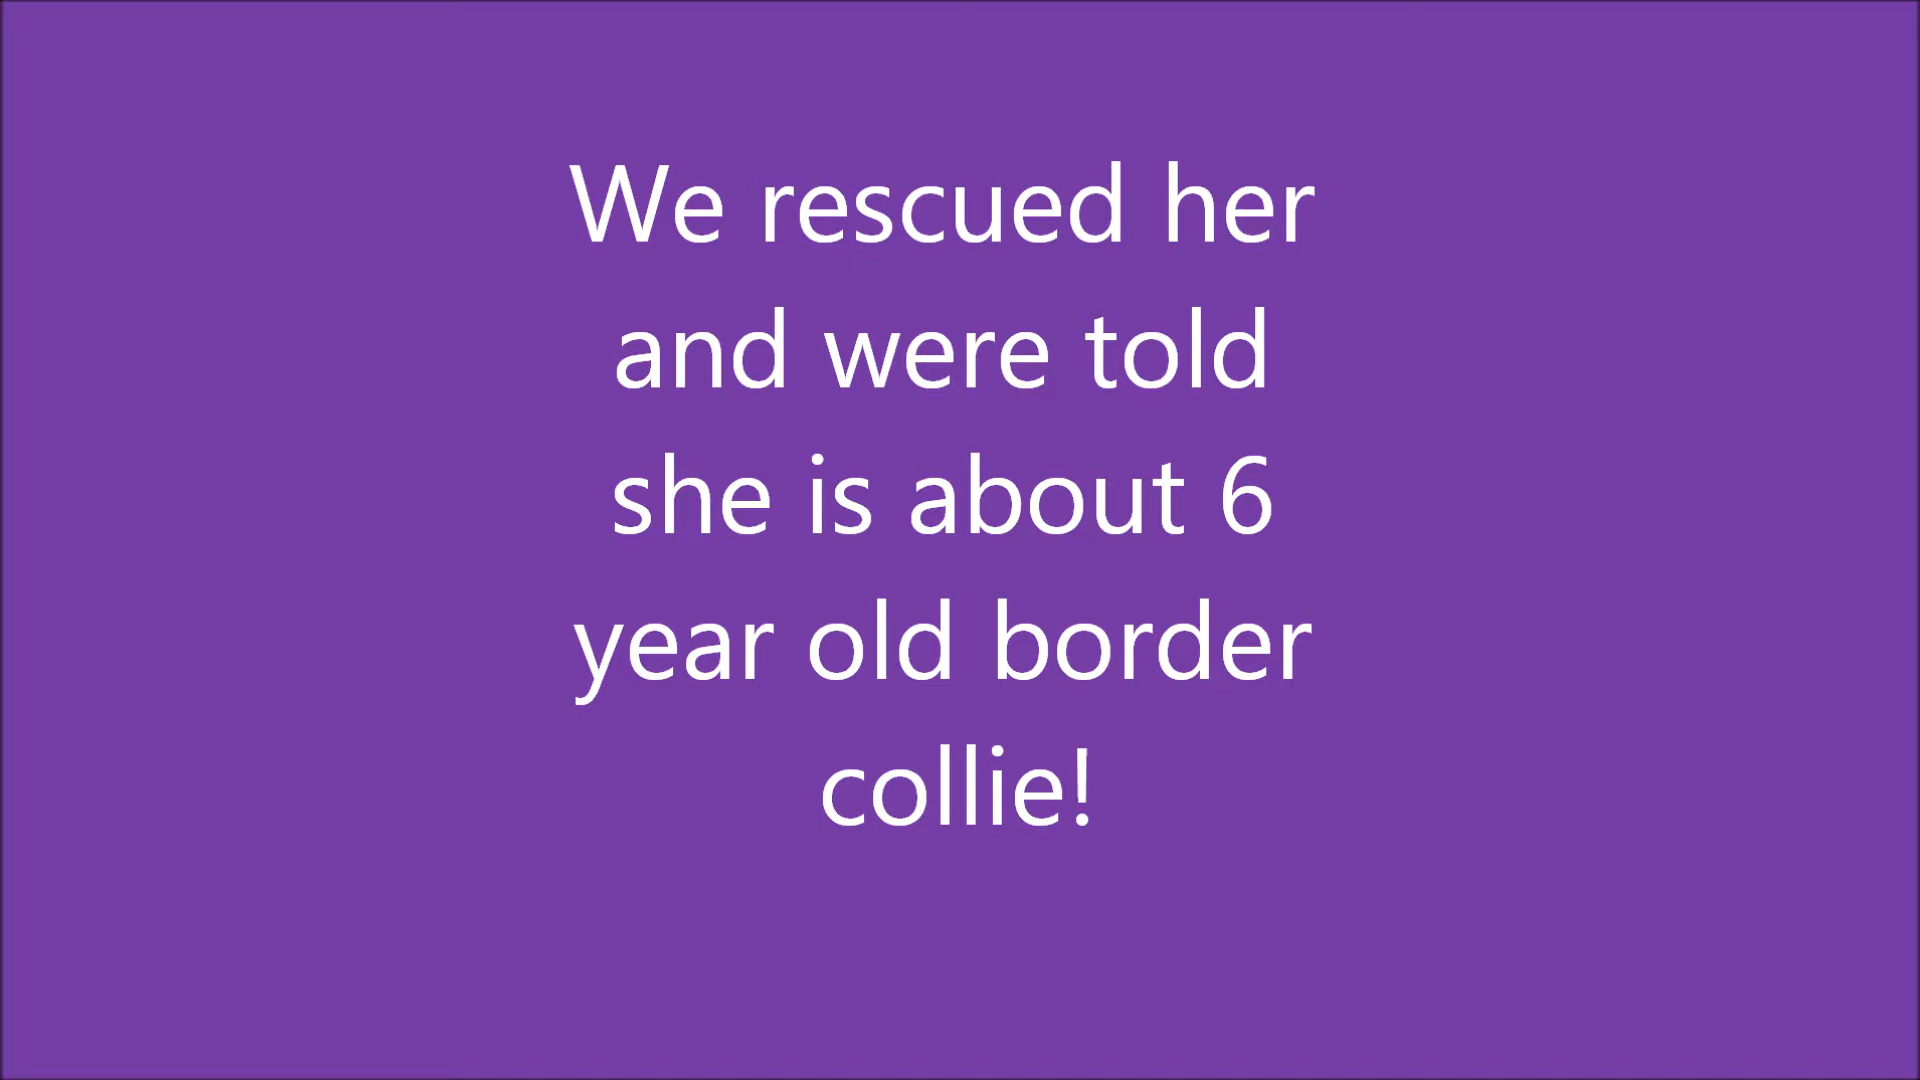 We rescued her
and were told
she is about 6
year old border
collie!